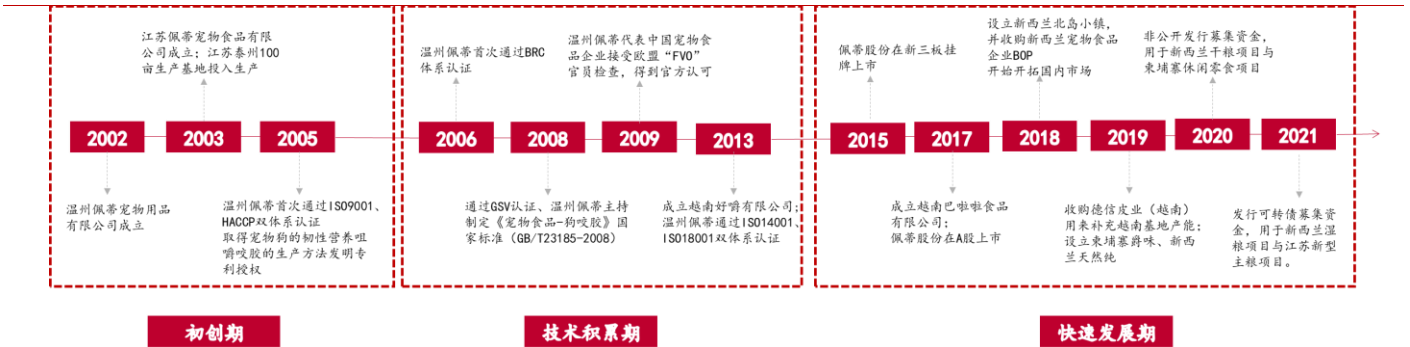 江苏佩蒂宠物食品有限
公司成立；江苏泰州100
亩生产基地投入生产
2002
2003
2005
温州佩蒂宠物用品
有限公司成立
温州佩蒂首次通过ISO9001、
HACCP双体系认证
取得宠物狗的韧性营养咀
嚼咬胶的生产方法发明专
利授权
初创期
温州佩蒂首次通过BRC
体系认证
温州佩蒂代表中国宠物食
品企业接受欧盟“FVO”
官员检查，得到官方认可
2006
2008
2009
2013
通过GSV认证、温州佩蒂主持
制定《宠物食品-狗咬胶》国
家标准（GB/T23185-2008）
成立越南好嚼有限公司；
温州佩蒂通过ISO14001、
ISO18001双体系认证
技术积累期
佩蒂股份在新三板挂
牌上市
设立新西兰北岛小镇，
并收购新西兰宠物食品
企业BOP
开始开拓国内市场
非公开发行募集资金，
用于新西兰干粮项目与
柬埔寨休闲零食项目
2015
2017
2018
2019
2020
2021
成立越南巴啦啦食品
有限公司；
佩蒂股份在A股上市
收购德信皮业（越南）
用来补充越南基地产能；
设立柬埔寨爵味、新西
兰天然纯
发行可转债募集资
金，用于新西兰湿
粮项目与江苏新型
主粮项目。
快速发展期